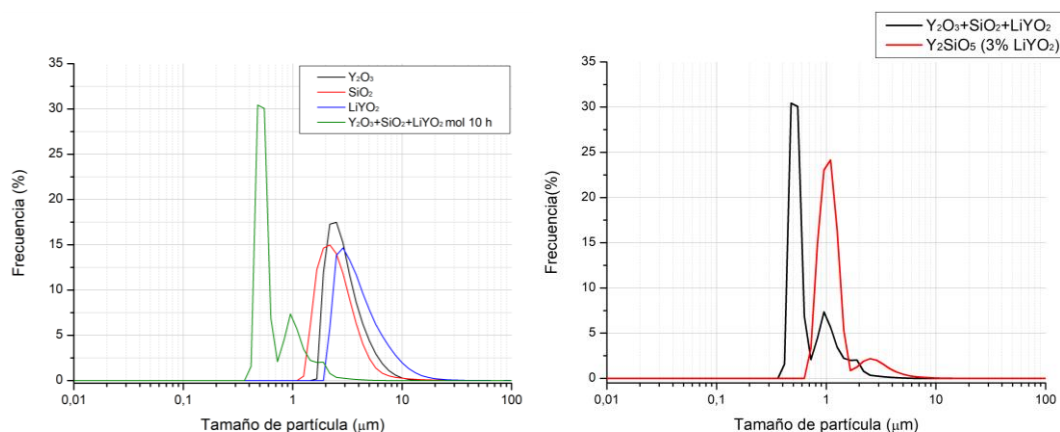 Y₂O₃
SiO₂
LiYO₂
Y₂O₃+SiO₂+LiYO₂ mol 10 h
35
30
25
20
15
10
5
0
Frecuencia (%)
0,01 0,1 1 10 100
Tamaño de partícula (μm)
Y₂O₃+SiO₂+LiYO₂
Y₂SiO₅ (3% LiYO₂)
35
30
25
20
15
10
5
0
Frecuencia(%)
0,01 0,1 1 10 100
Tamaño de partícula (μm)